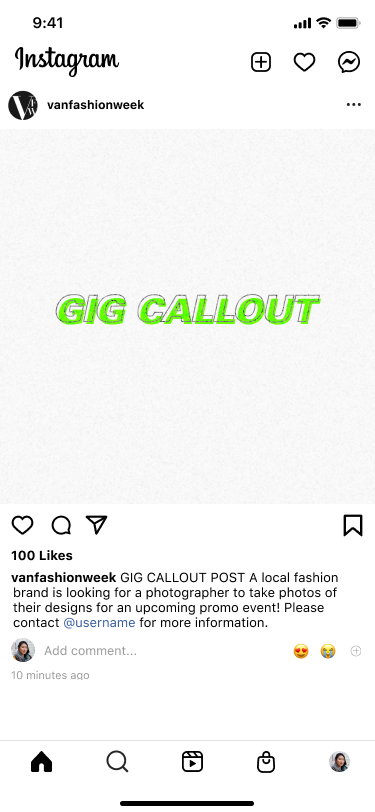 9:41
Instagram
vanfashionweek
GIG CALLOUT
100 Likes
vanfashionweek GIG CALLOUT POST A local fashion
brand is looking for a photographer to take photos of
their designs for an upcoming promo event! Please
contact @username for more information.
Add comment...
10 minutes ago